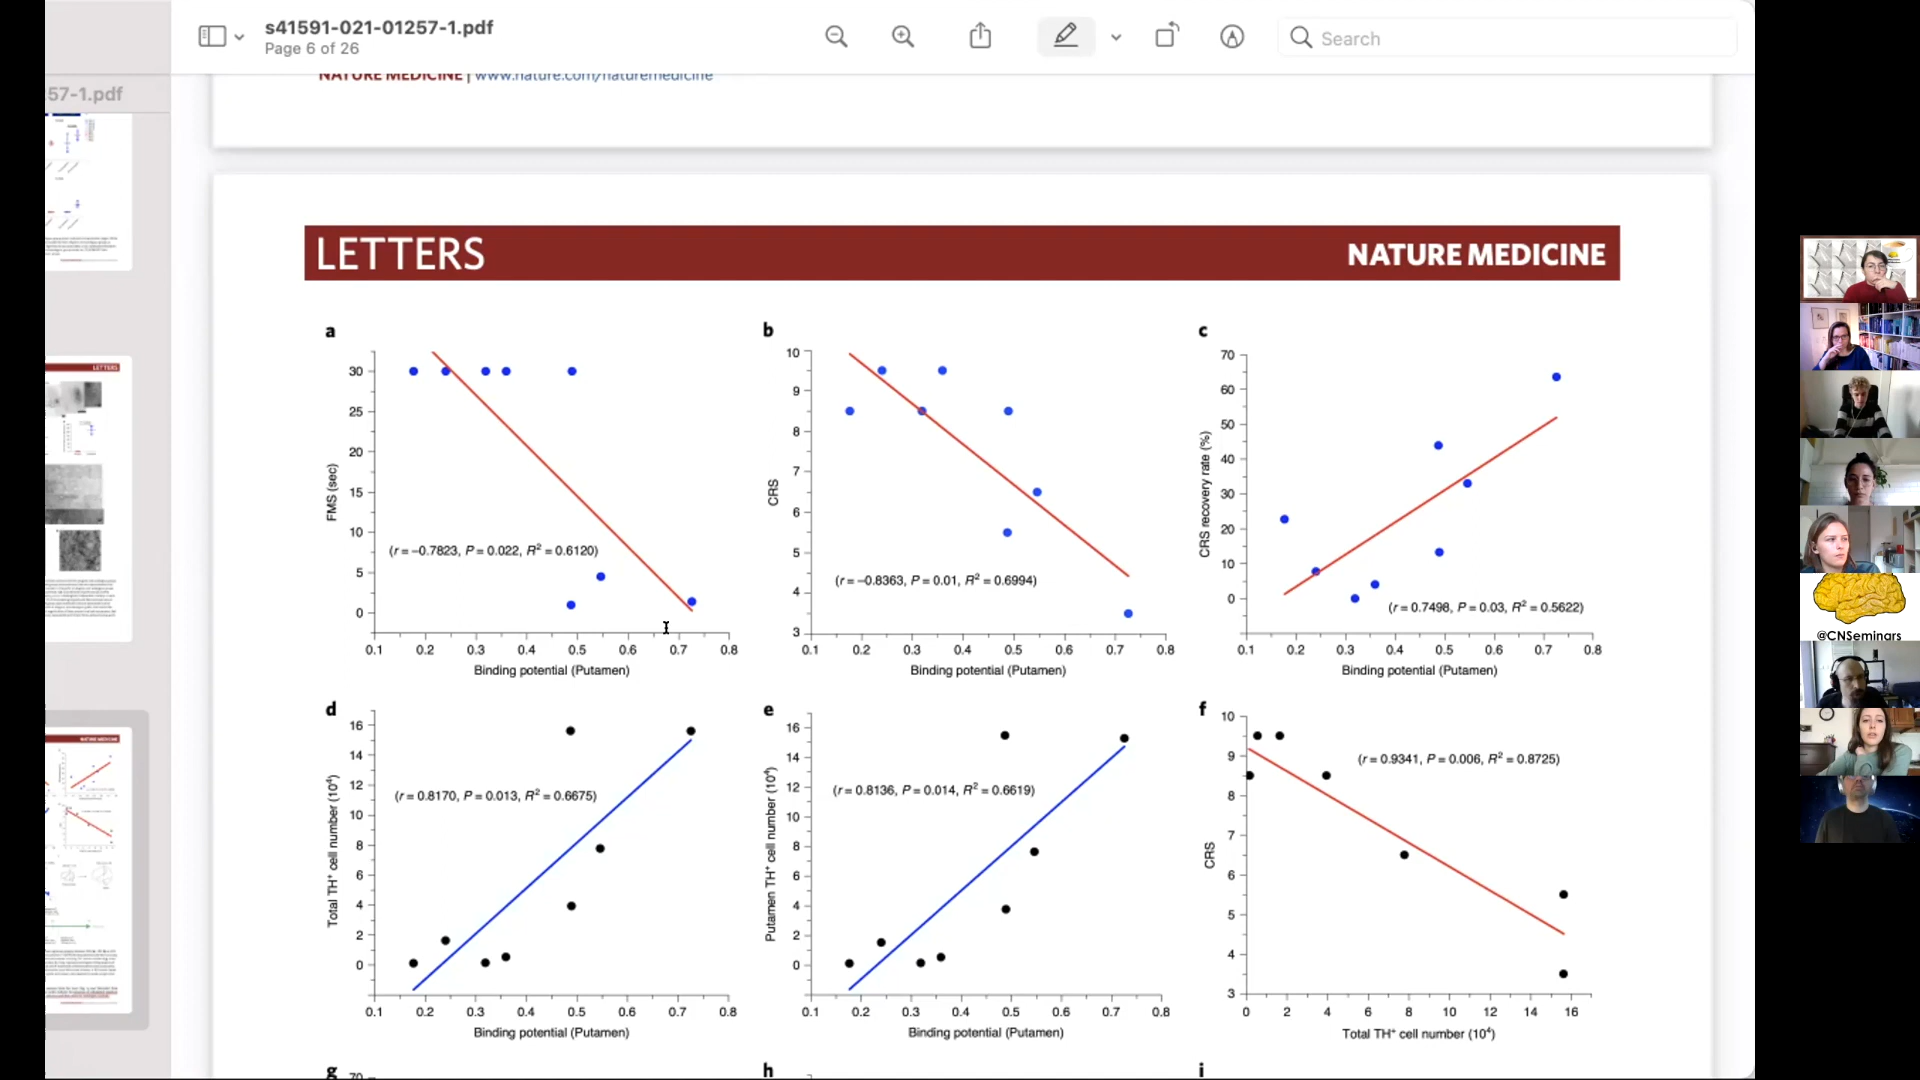 s41591-021-01257-1.pdf
Page 6 of 26
Search
57-1.pdf
NATURE MEDICINE | www.nature.com/naturemedicine
LETTERS
NATURE MEDICINE
a
30
25
20
15
10
5
0
FMS (sec)
(r = –0.7823, P = 0.022, R² = 0.6120)
0.1 0.2 0.3 0.4 0.5 0.6 0.7 0.8
Binding potential (Putamen)
b
10
9
8
7
6
5
4
3
CRS
(r = –0.8363, P = 0.01, R² = 0.6994)
0.1 0.2 0.3 0.4 0.5 0.6 0.7 0.8
Binding potential (Putamen)
c
70
60
50
40
30
20
10
0
CRS recovery rate (%)
(r = 0.7498, P = 0.03, R² = 0.5622)
0.1 0.2 0.3 0.4 0.5 0.6 0.7 0.8
Binding potential (Putamen)
d
16
14
12
10
8
6
4
2
0
Total TH⁺ cell number (10⁴)
(r = 0.8170, P = 0.013, R² = 0.6675)
0.1 0.2 0.3 0.4 0.5 0.6 0.7 0.8
Binding potential (Putamen)
e
16
14
12
10
8
6
4
2
0
Putamen TH⁺ cell number (10⁴)
(r = 0.8136, P = 0.014, R² = 0.6619)
0.1 0.2 0.3 0.4 0.5 0.6 0.7 0.8
Binding potential (Putamen)
f
10
9
8
7
6
5
4
3
CRS
(r = 0.9341, P = 0.006, R² = 0.8725)
0 2 4 6 8 10 12 14 16
Total TH⁺ cell number (10⁴)
g
70
h
i
@CNSeminars
LETTERS
NATURE MEDICINE